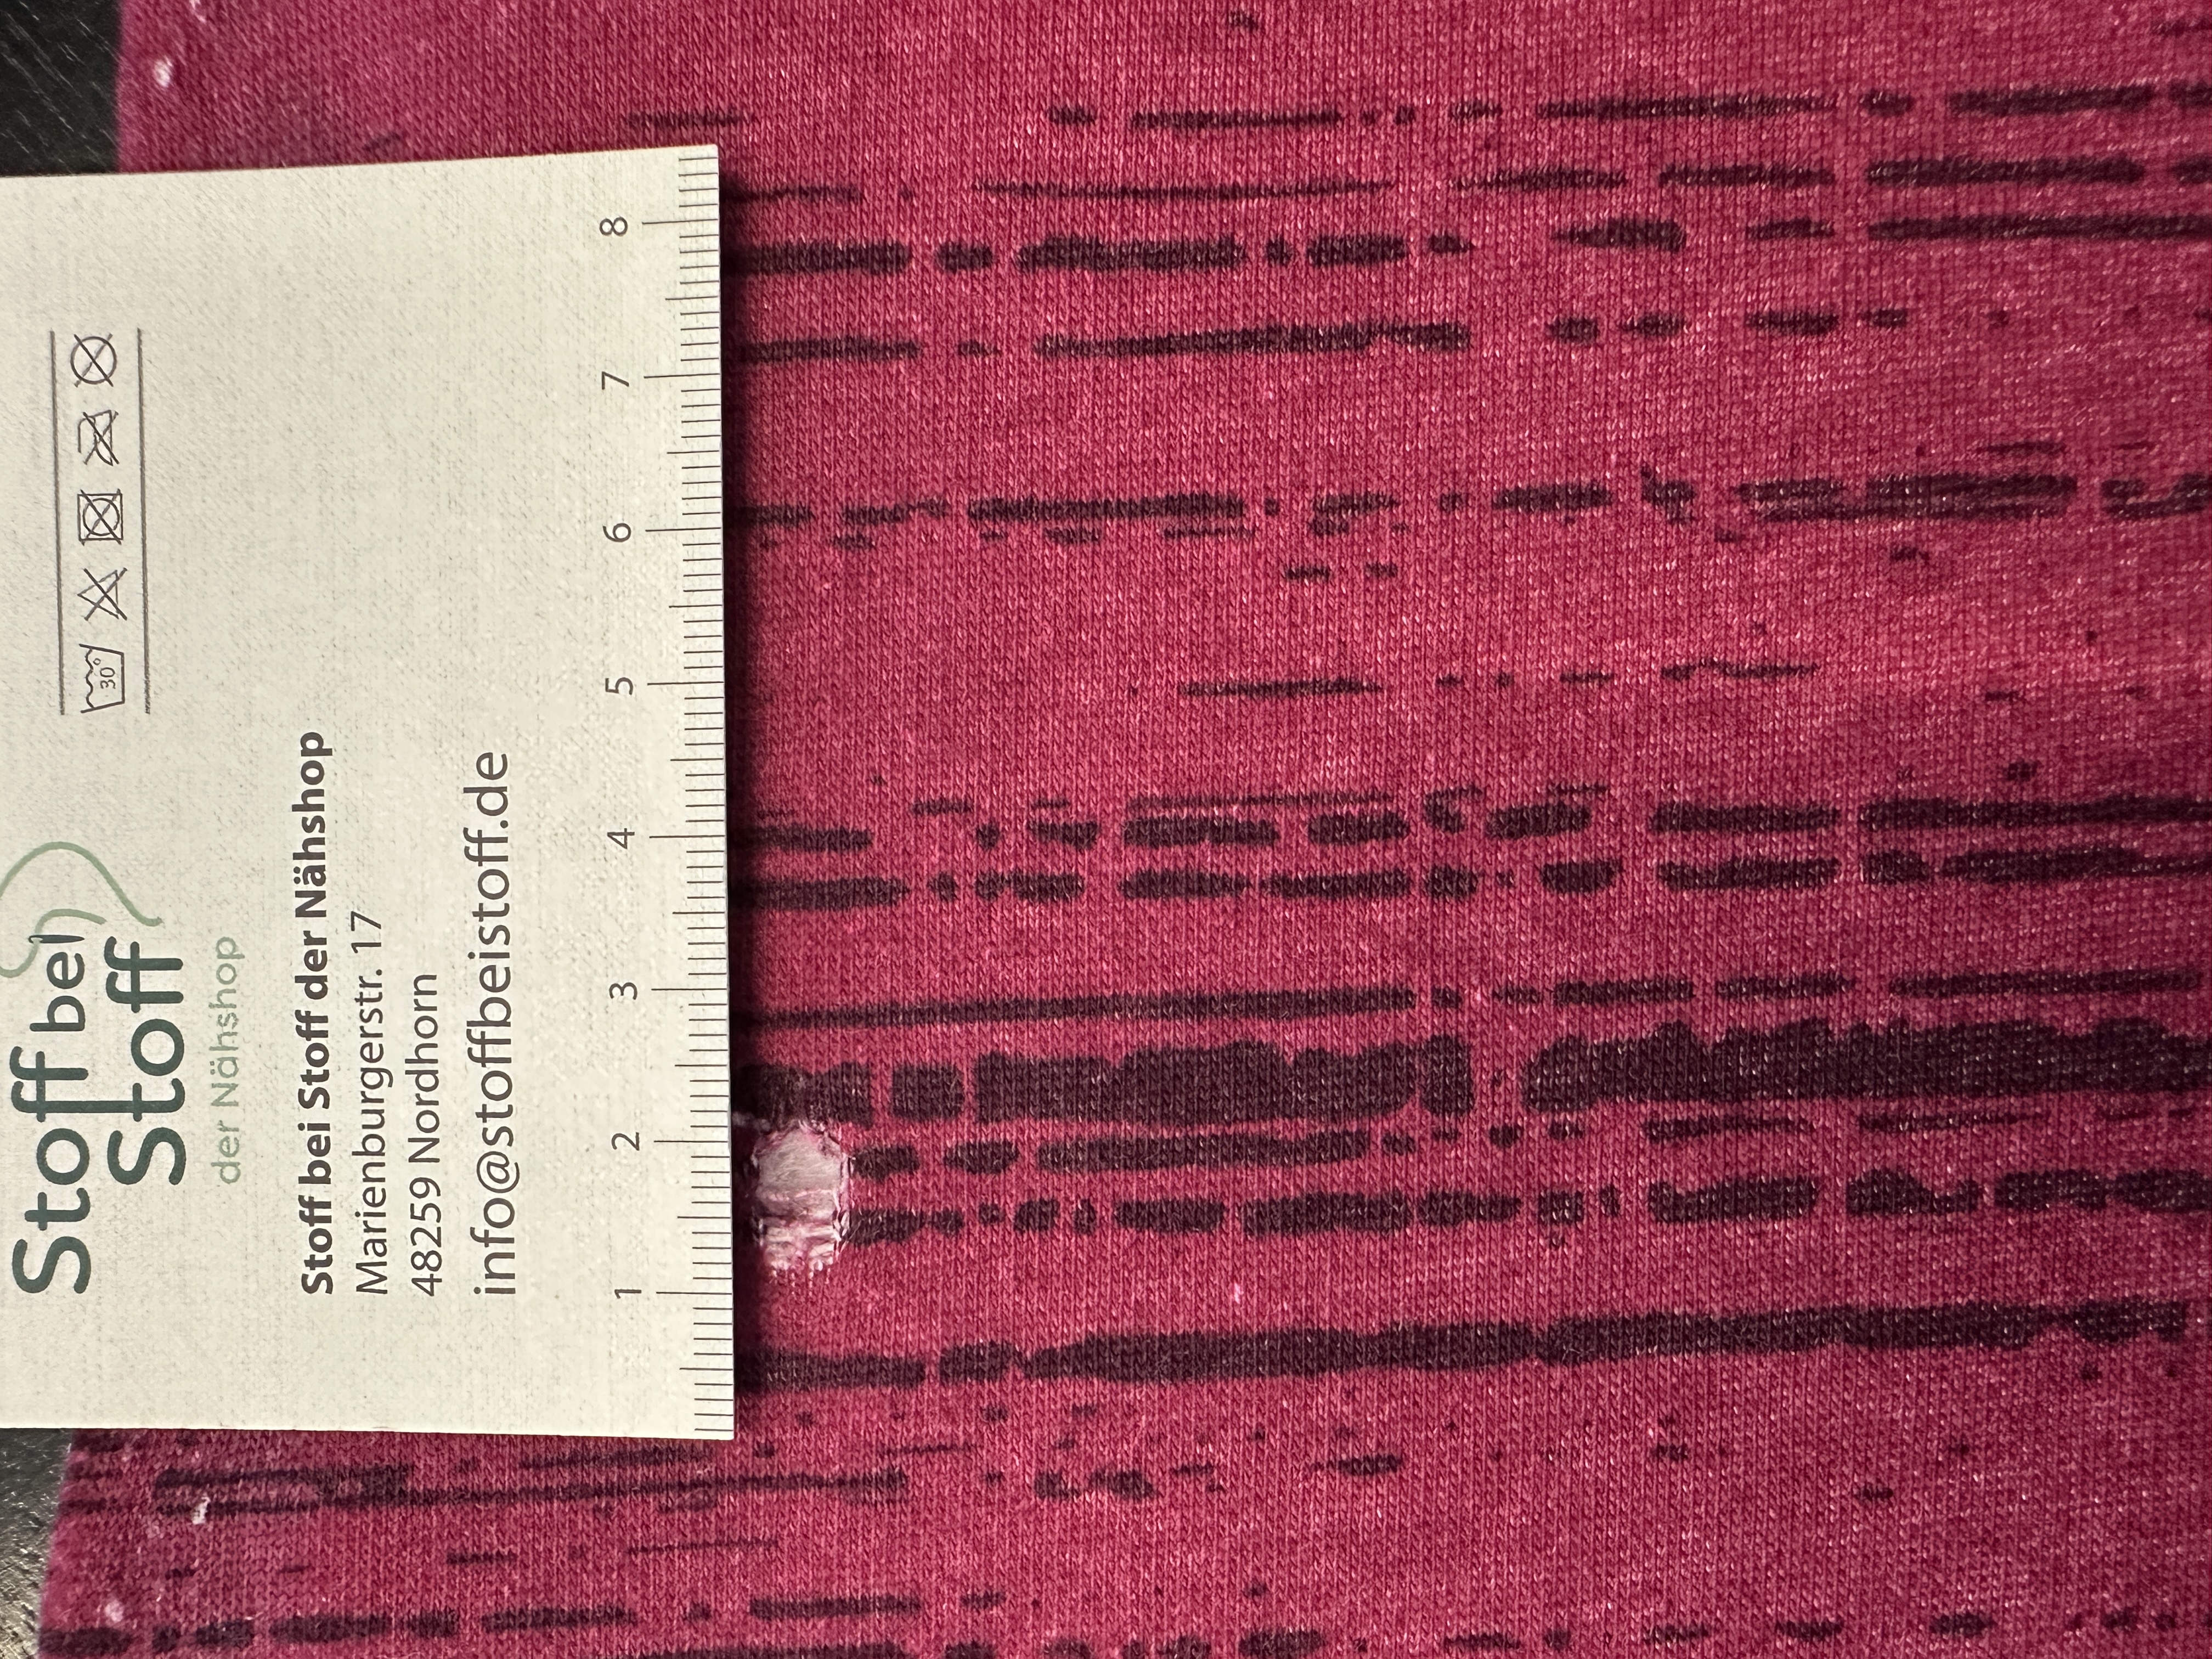 Stoff bei
Stoff
der Nähshop
30°
Stoff bei Stoff der Nähshop
Marienburgerstr. 17
48259 Nordhorn
info@stoffbeistoff.de
1 2 3 4 5 6 7 8